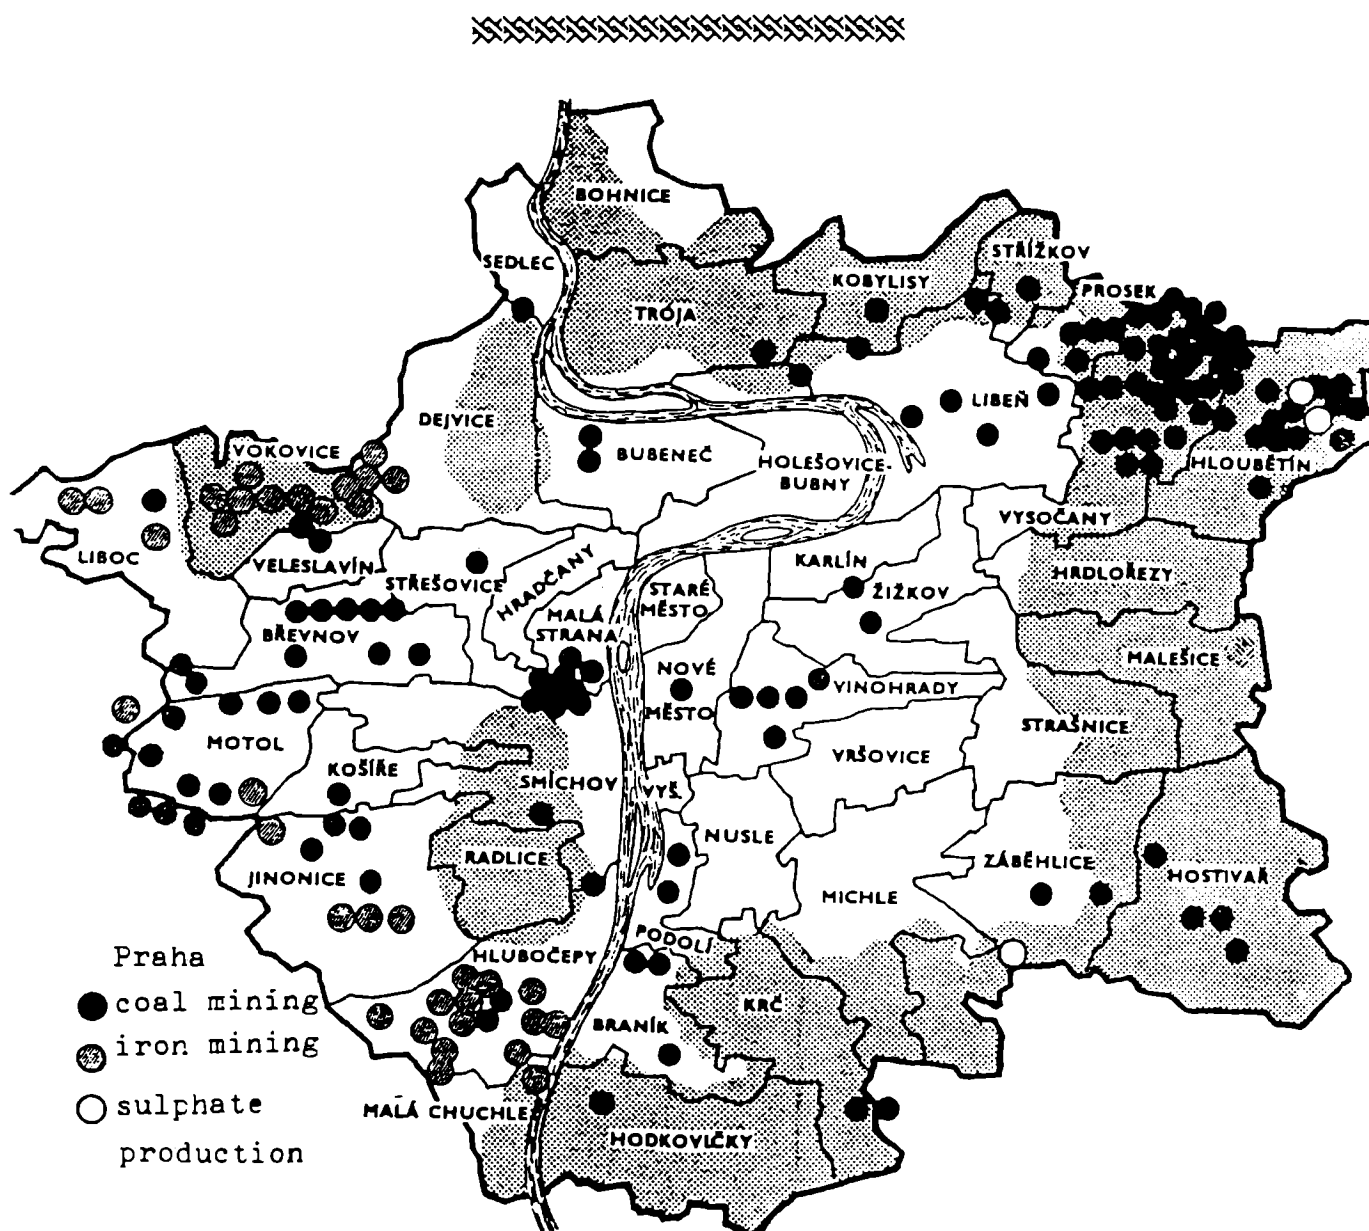 BOHNICE
SEDLEC
STŘÍŽKOV
KOBYLISY
PROSEK
TRÓJA
LIBEŇ
DEJVICE
VOKOVICE
BUBENEČ
HOLEŠOVICE-
BUBNY
HLOUBĚTÍN
VYSOČANY
LIBOC
VELESLAVÍN
STŘEŠOVICE
HRADČANY
KARLÍN
HRDLOŘEZY
STARÉ
MĚSTO
ŽIŽKOV
MALÁ
STRANA
BŘEVNOV
MALEŠICE
NOVÉ
MĚSTO
VINOHRADY
STRAŠNICE
MOTOL
KOŠÍŘE
VRŠOVICE
SMÍCHOV
VYŠ.
NUSLE
RADLICE
ZÁBĚHLICE
JINONICE
HOSTIVAŘ
MICHLE
PODOLÍ
HLUBOČEPY
KRČ
BRANÍK
MALÁ CHUCHLE
HODKOVIČKY
Praha
coal mining
iron mining
sulphate
production